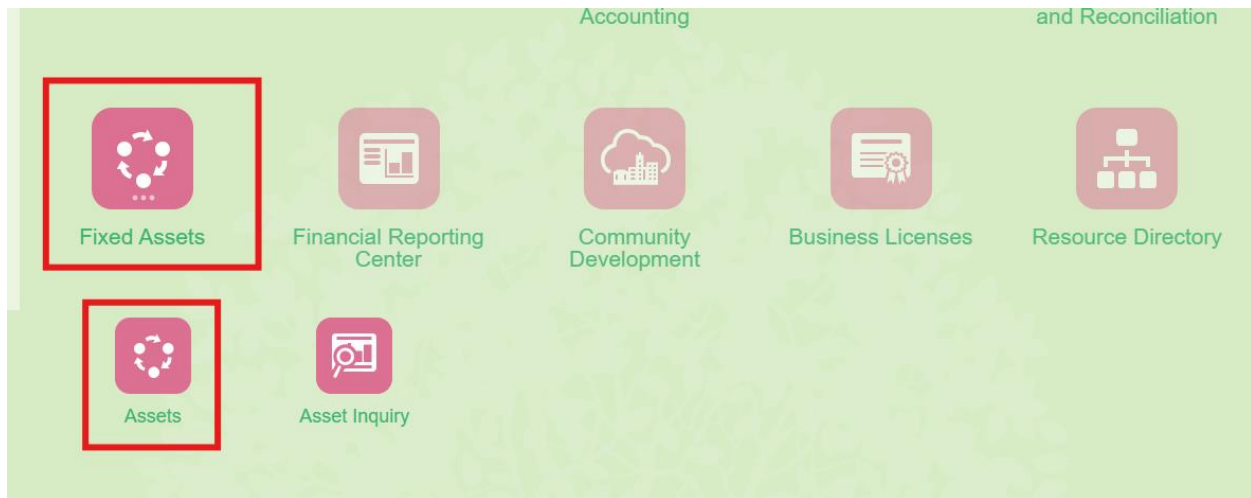 Accounting
and Reconciliation
Fixed Assets
Financial Reporting
Center
Community
Development
Business Licenses
Resource Directory
Assets
Asset Inquiry